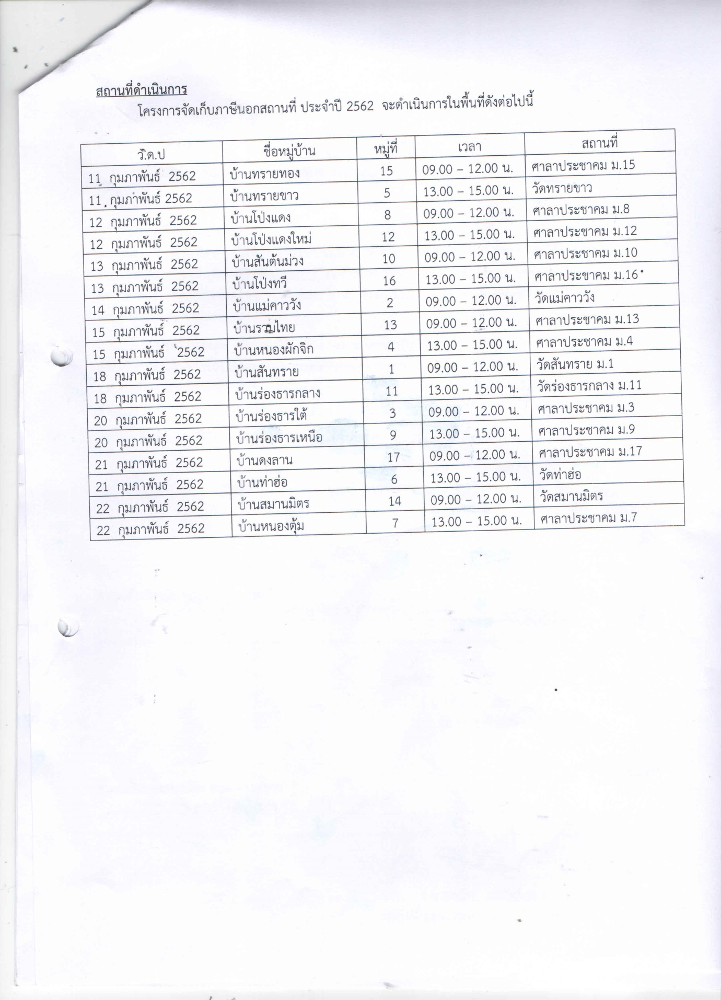 สถานที่ดำเนินการ
โครงการจัดเก็บภาษีนอกสถานที่ ประจำปี 2562 จะดำเนินการในพื้นที่ดังต่อไปนี้
ว.ด.ป ชื่อหมู่บ้าน หมู่ที่ เวลา สถานที่
11 กุมภาพันธ์ 2562 บ้านทรายทอง 15 09.00 – 12.00 น. ศาลาประชาคม ม.15
11 กุมภาพันธ์ 2562 บ้านทรายขาว 5 13.00 – 15.00 น. วัดทรายขาว
12 กุมภาพันธ์ 2562 บ้านโป่งแดง 8 09.00 – 12.00 น. ศาลาประชาคม ม.8
12 กุมภาพันธ์ 2562 บ้านโป่งแดงใหม่ 12 13.00 – 15.00 น. ศาลาประชาคม ม.12
13 กุมภาพันธ์ 2562 บ้านสันต้นม่วง 10 09.00 – 12.00 น. ศาลาประชาคม ม.10
13 กุมภาพันธ์ 2562 บ้านโป่งทวี 16 13.00 – 15.00 น. ศาลาประชาคม ม.16
14 กุมภาพันธ์ 2562 บ้านแม่คาววัง 2 09.00 – 12.00 น. วัดแม่คาววัง
15 กุมภาพันธ์ 2562 บ้านรวมไทย 13 09.00 – 12.00 น. ศาลาประชาคม ม.13
15 กุมภาพันธ์ 2562 บ้านหนองผักจิก 4 13.00 – 15.00 น. ศาลาประชาคม ม.4
18 กุมภาพันธ์ 2562 บ้านสันทราย 1 09.00 – 12.00 น. วัดสันทราย ม.1
18 กุมภาพันธ์ 2562 บ้านร่องธารกลาง 11 13.00 – 15.00 น. วัดร่องธารกลาง ม.11
20 กุมภาพันธ์ 2562 บ้านร่องธารใต้ 3 09.00 – 12.00 น. ศาลาประชาคม ม.3
20 กุมภาพันธ์ 2562 บ้านร่องธารเหนือ 9 13.00 – 15.00 น. ศาลาประชาคม ม.9
21 กุมภาพันธ์ 2562 บ้านดงลาน 17 09.00 – 12.00 น. ศาลาประชาคม ม.17
21 กุมภาพันธ์ 2562 บ้านท่าฮ่อ 6 13.00 – 15.00 น. วัดท่าฮ่อ
22 กุมภาพันธ์ 2562 บ้านสมานมิตร 14 09.00 – 12.00 น. วัดสมานมิตร
22 กุมภาพันธ์ 2562 บ้านหนองตุ้ม 7 13.00 – 15.00 น. ศาลาประชาคม ม.7